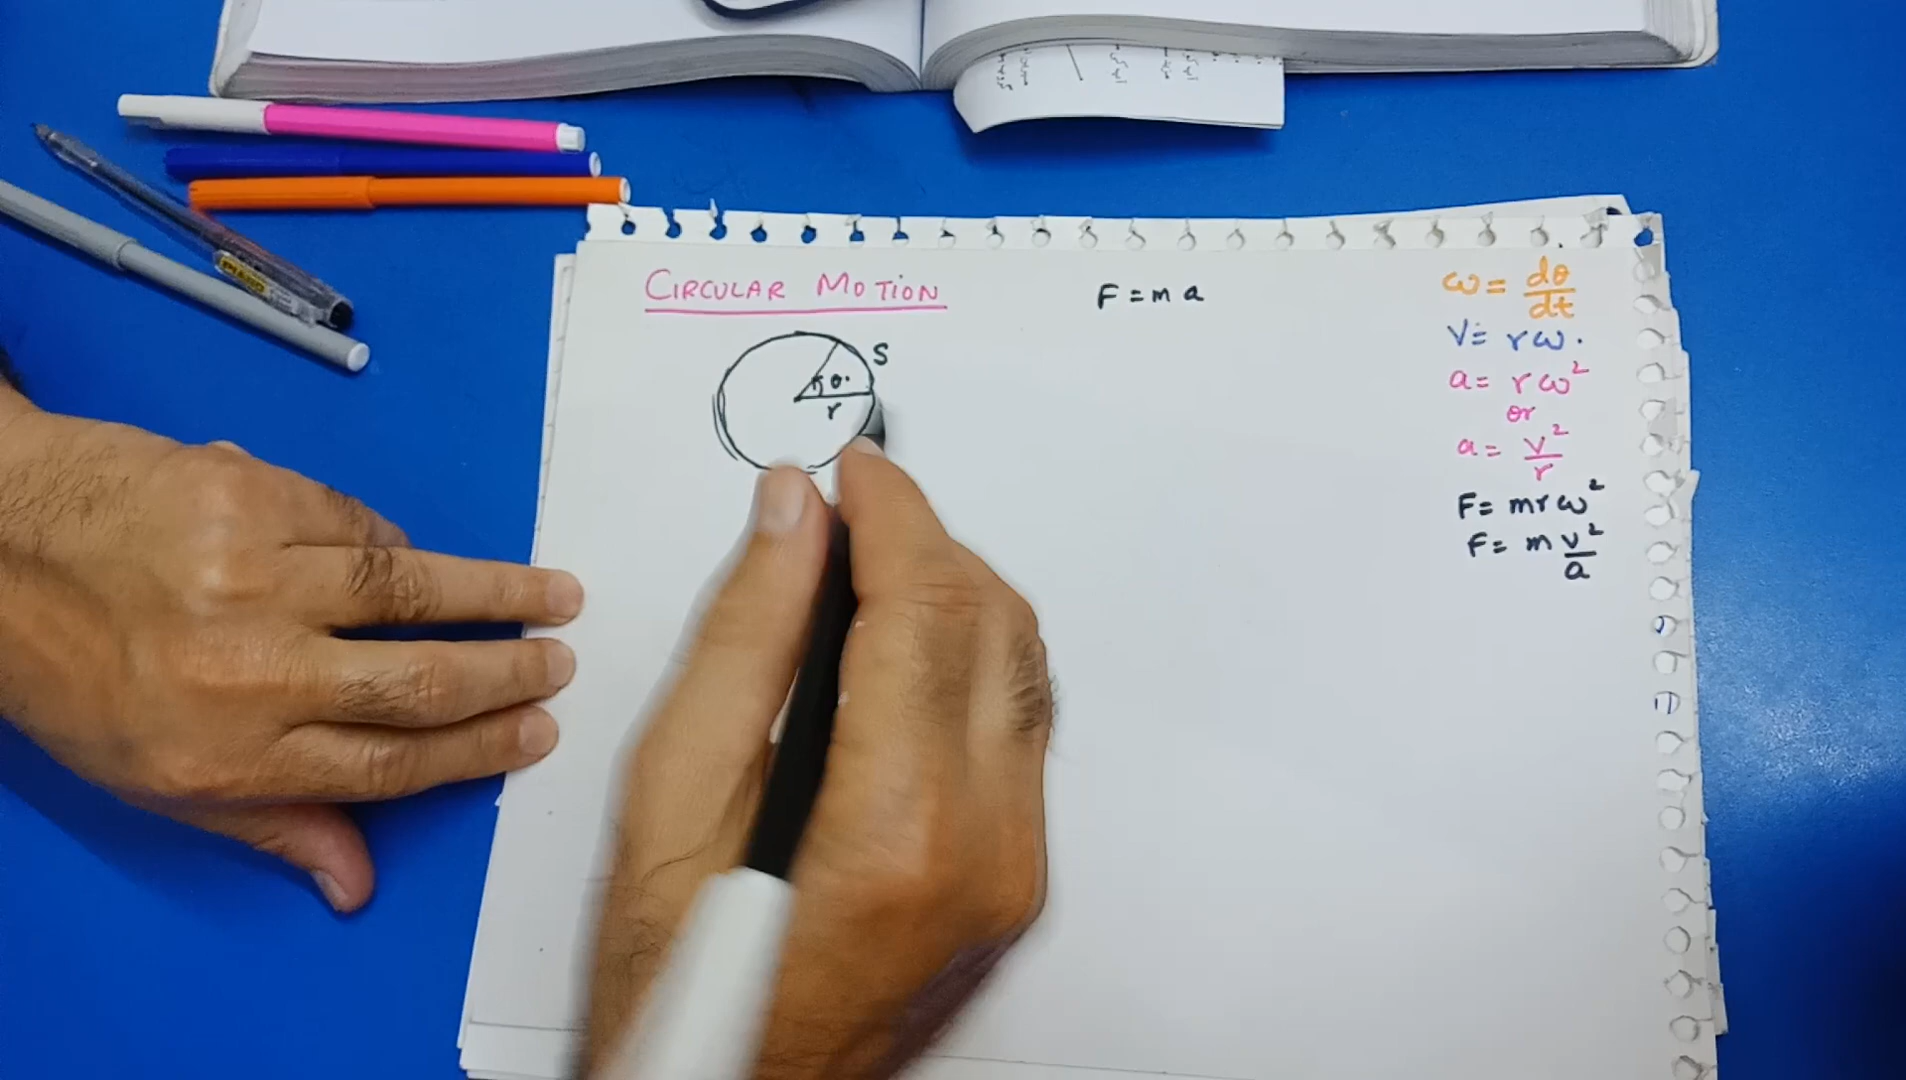 CIRCULAR MOTION
F = m a
S
θ.
r
ω = dθ/dt
V = rω.
a = rω²
or
a = v²/r
F = mrω²
F = m v²/a